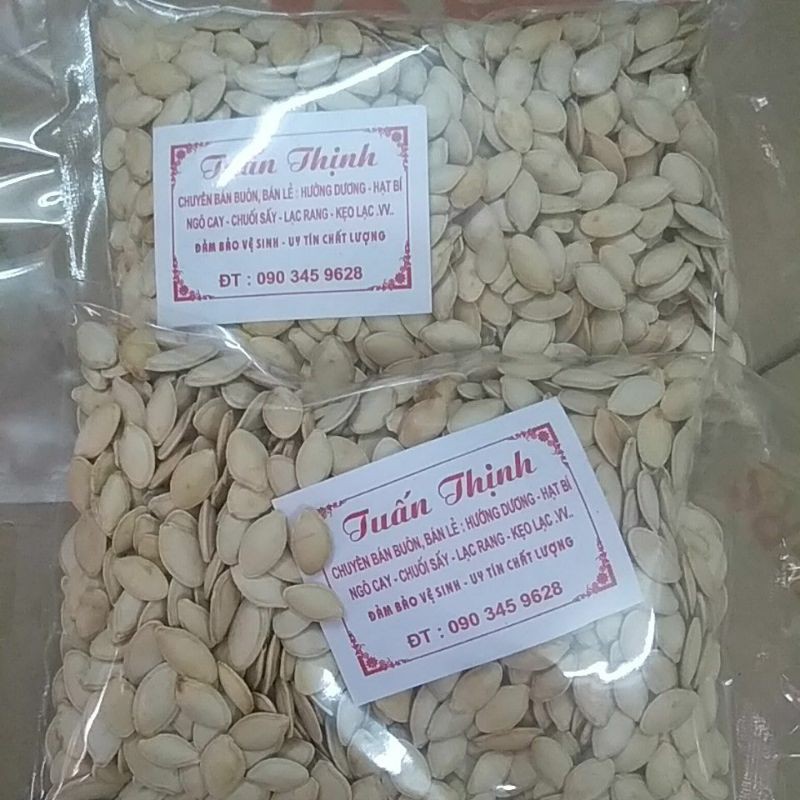 Tuấn Thịnh
CHUYÊN BÁN BUÔN, BÁN LẺ : HƯỚNG DƯƠNG - HẠT BÍ
NGÔ CAY - CHUỐI SẤY - LẠC RANG - KẸO LẠC .VV..
ĐẢM BẢO VỆ SINH - UY TÍN CHẤT LƯỢNG
ĐT : 090 345 9628
Tuấn Thịnh
CHUYÊN BÁN BUÔN, BÁN LẺ : HƯỚNG DƯƠNG - HẠT BÍ
NGÔ CAY - CHUỐI SẤY - LẠC RANG - KẸO LẠC .VV..
ĐẢM BẢO VỆ SINH - UY TÍN CHẤT LƯỢNG
ĐT : 090 345 9628